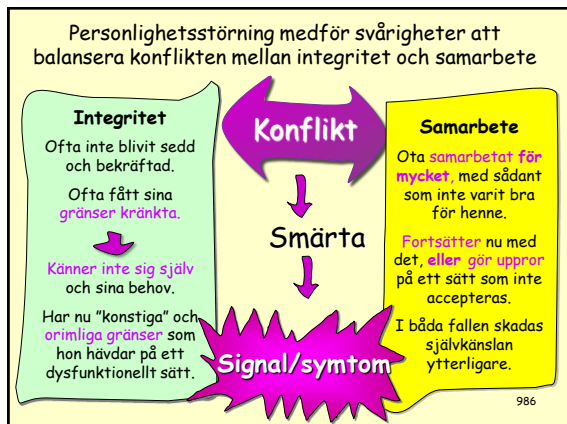 Personlighetsstörning medför svårigheter att
balansera konflikten mellan integritet och samarbete
Integritet
Ofta inte blivit sedd
och bekräftad.
Ofta fått sina
gränser kränkta.
Känner inte sig själv
och sina behov.
Har nu "konstiga" och
orimliga gränser som
hon hävdar på ett
dysfunktionellt sätt.
Konflikt
Smärta
Signal/symtom
Samarbete
Ota samarbetat för
mycket, med sådant
som inte varit bra
för henne.
Fortsätter nu med
det, eller gör uppror
på ett sätt som inte
accepteras.
I båda fallen skadas
självkänslan
ytterligare.
986